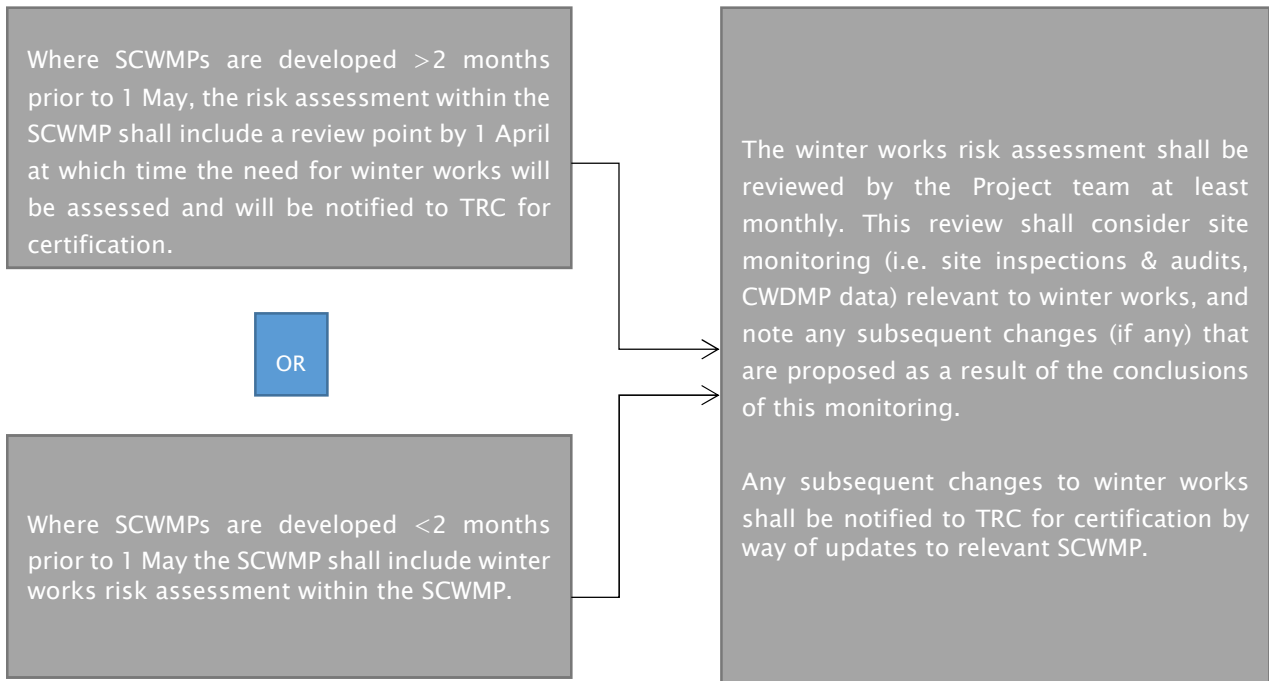 Where SCWMPs are developed >2 months
prior to 1 May, the risk assessment within the
SCWMP shall include a review point by 1 April
at which time the need for winter works will
be assessed and will be notified to TRC for
certification.
OR
Where SCWMPs are developed <2 months
prior to 1 May the SCWMP shall include winter
works risk assessment within the SCWMP.
The winter works risk assessment shall be
reviewed by the Project team at least
monthly. This review shall consider site
monitoring (i.e. site inspections & audits,
CWDMP data) relevant to winter works, and
note any subsequent changes (if any) that
are proposed as a result of the conclusions
of this monitoring.
Any subsequent changes to winter works
shall be notified to TRC for certification by
way of updates to relevant SCWMP.